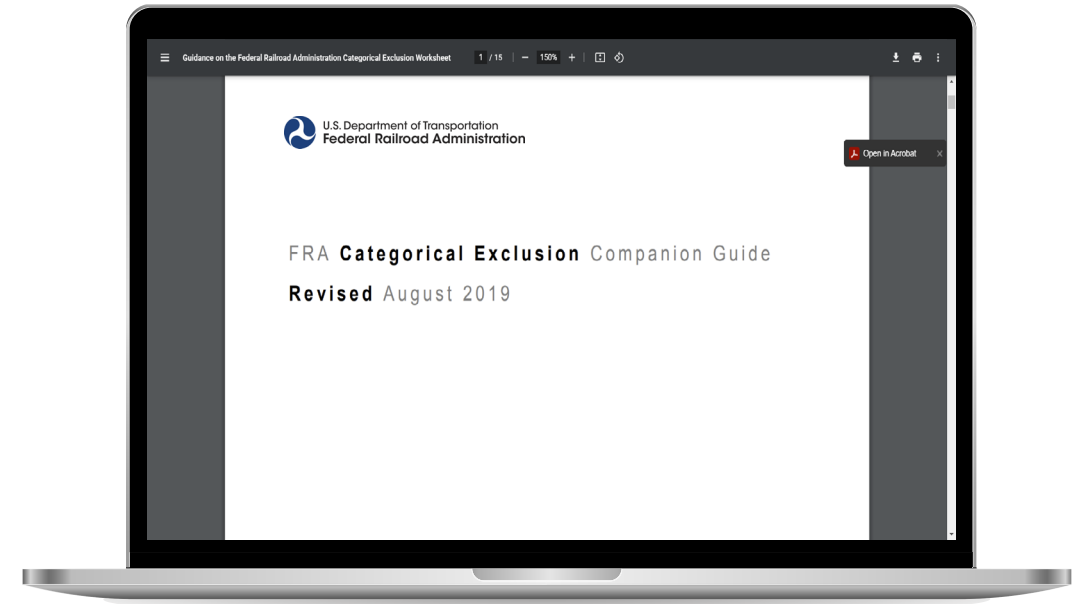 Guidance on the Federal Railroad Administration Categorical Exclusion Worksheet 1 / 15 150%
U.S. Department of Transportation
Federal Railroad Administration
Open in Acrobat
FRA Categorical Exclusion Companion Guide
Revised August 2019